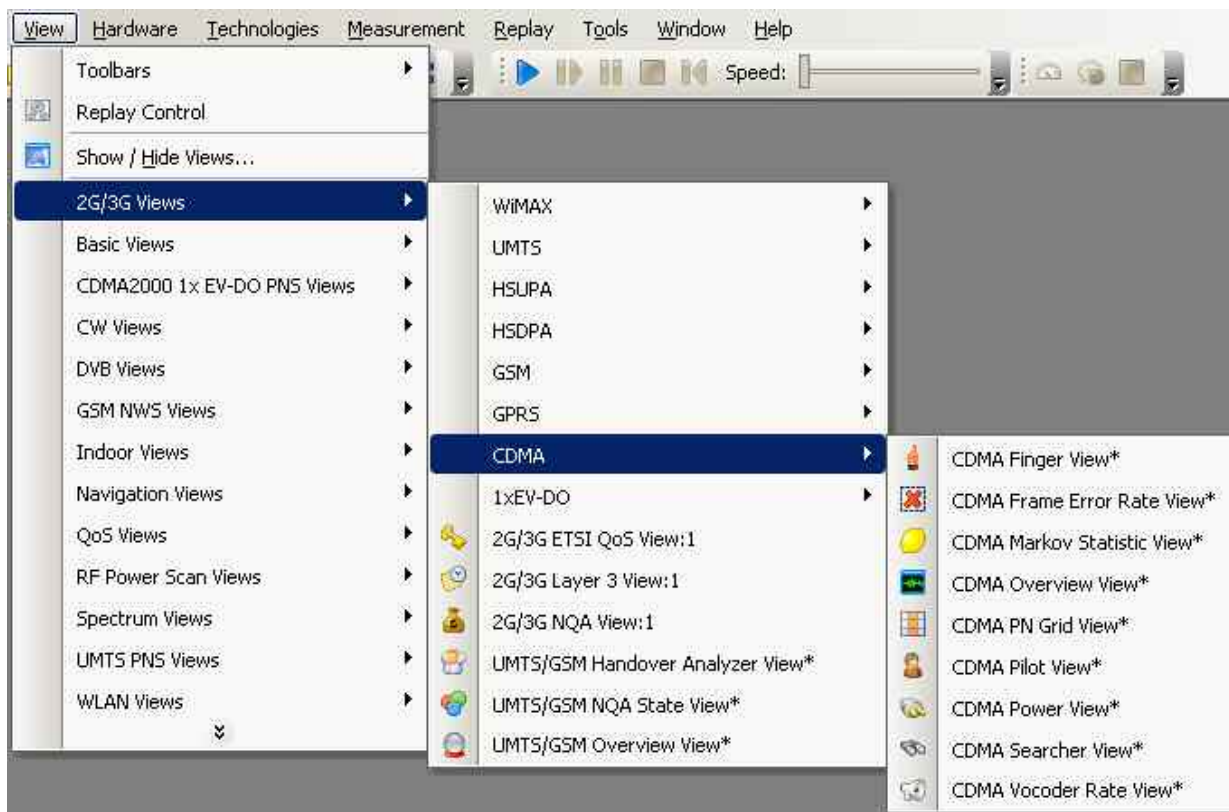 View Hardware Technologies Measurement Replay Tools Window Help
Speed:
Toolbars
Replay Control
Show / Hide Views...
2G/3G Views
Basic Views
CDMA2000 1x EV-DO PNS Views
CW Views
DVB Views
GSM NWS Views
Indoor Views
Navigation Views
QoS Views
RF Power Scan Views
Spectrum Views
UMTS PNS Views
WLAN Views
WiMAX
UMTS
HSUPA
HSDPA
GSM
GPRS
CDMA
1xEV-DO
2G/3G ETSI QoS View:1
2G/3G Layer 3 View:1
2G/3G NQA View:1
UMTS/GSM Handover Analyzer View*
UMTS/GSM NQA State View*
UMTS/GSM Overview View*
CDMA Finger View*
CDMA Frame Error Rate View*
CDMA Markov Statistic View*
CDMA Overview View*
CDMA PN Grid View*
CDMA Pilot View*
CDMA Power View*
CDMA Searcher View*
CDMA Vocoder Rate View*